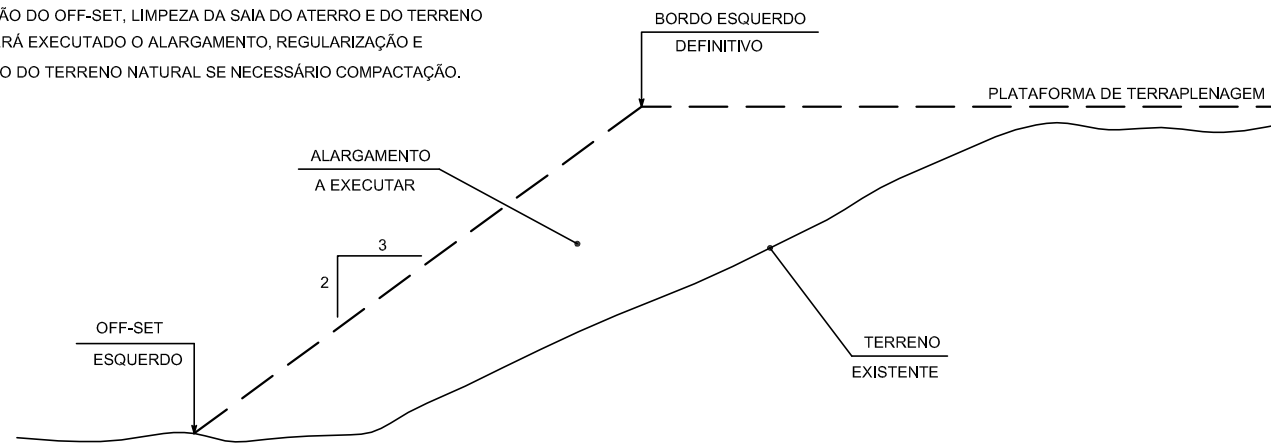 ÃO DO OFF-SET, LIMPEZA DA SAIA DO ATERRO E DO TERRENO
RÁ EXECUTADO O ALARGAMENTO, REGULARIZAÇÃO E
O DO TERRENO NATURAL SE NECESSÁRIO COMPACTAÇÃO.
BORDO ESQUERDO
DEFINITIVO
PLATAFORMA DE TERRAPLENAGEM
ALARGAMENTO
A EXECUTAR
3
2
OFF-SET
ESQUERDO
TERRENO
EXISTENTE